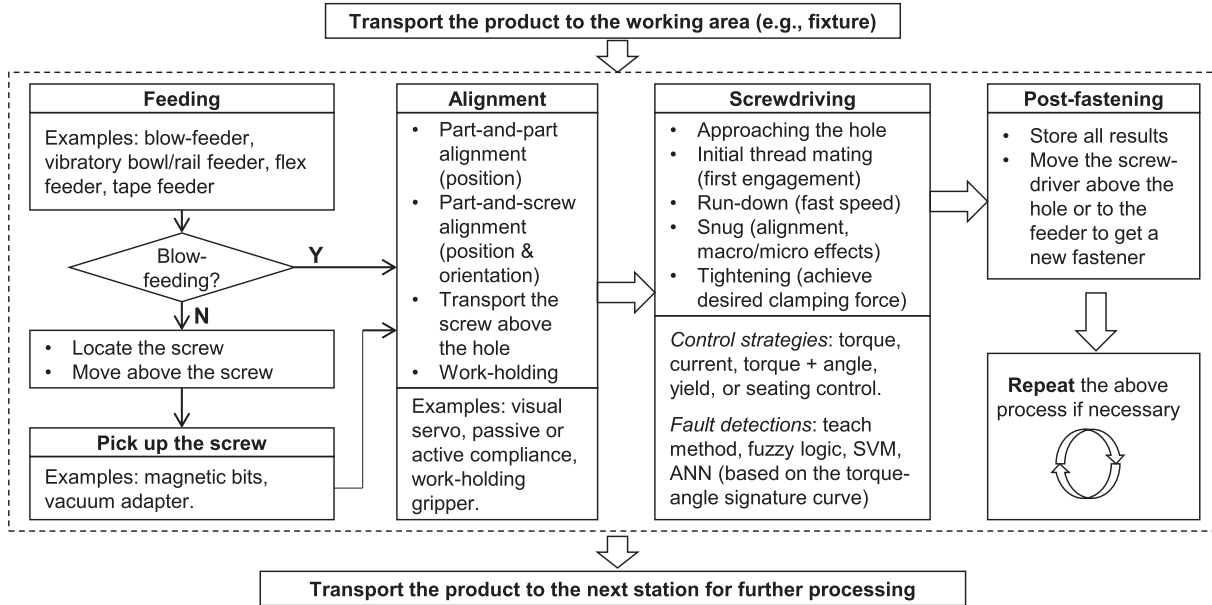 Transport the product to the working area (e.g., fixture)
Feeding
Examples: blow-feeder,
vibratory bowl/rail feeder, flex
feeder, tape feeder
Blow-
feeding?
Y
N
• Locate the screw
• Move above the screw
Pick up the screw
Examples: magnetic bits,
vacuum adapter.
Alignment
• Part-and-part
alignment
(position)
• Part-and-screw
alignment
(position &
orientation)
• Transport the
screw above
the hole
• Work-holding
Examples: visual
servo, passive or
active compliance,
work-holding
gripper.
Screwdriving
• Approaching the hole
• Initial thread mating
(first engagement)
• Run-down (fast speed)
• Snug (alignment,
macro/micro effects)
• Tightening (achieve
desired clamping force)
Control strategies: torque,
current, torque + angle,
yield, or seating control.
Fault detections: teach
method, fuzzy logic, SVM,
ANN (based on the torque-
angle signature curve)
Post-fastening
• Store all results
• Move the screw-
driver above the
hole or to the
feeder to get a
new fastener
Repeat the above
process if necessary
Transport the product to the next station for further processing